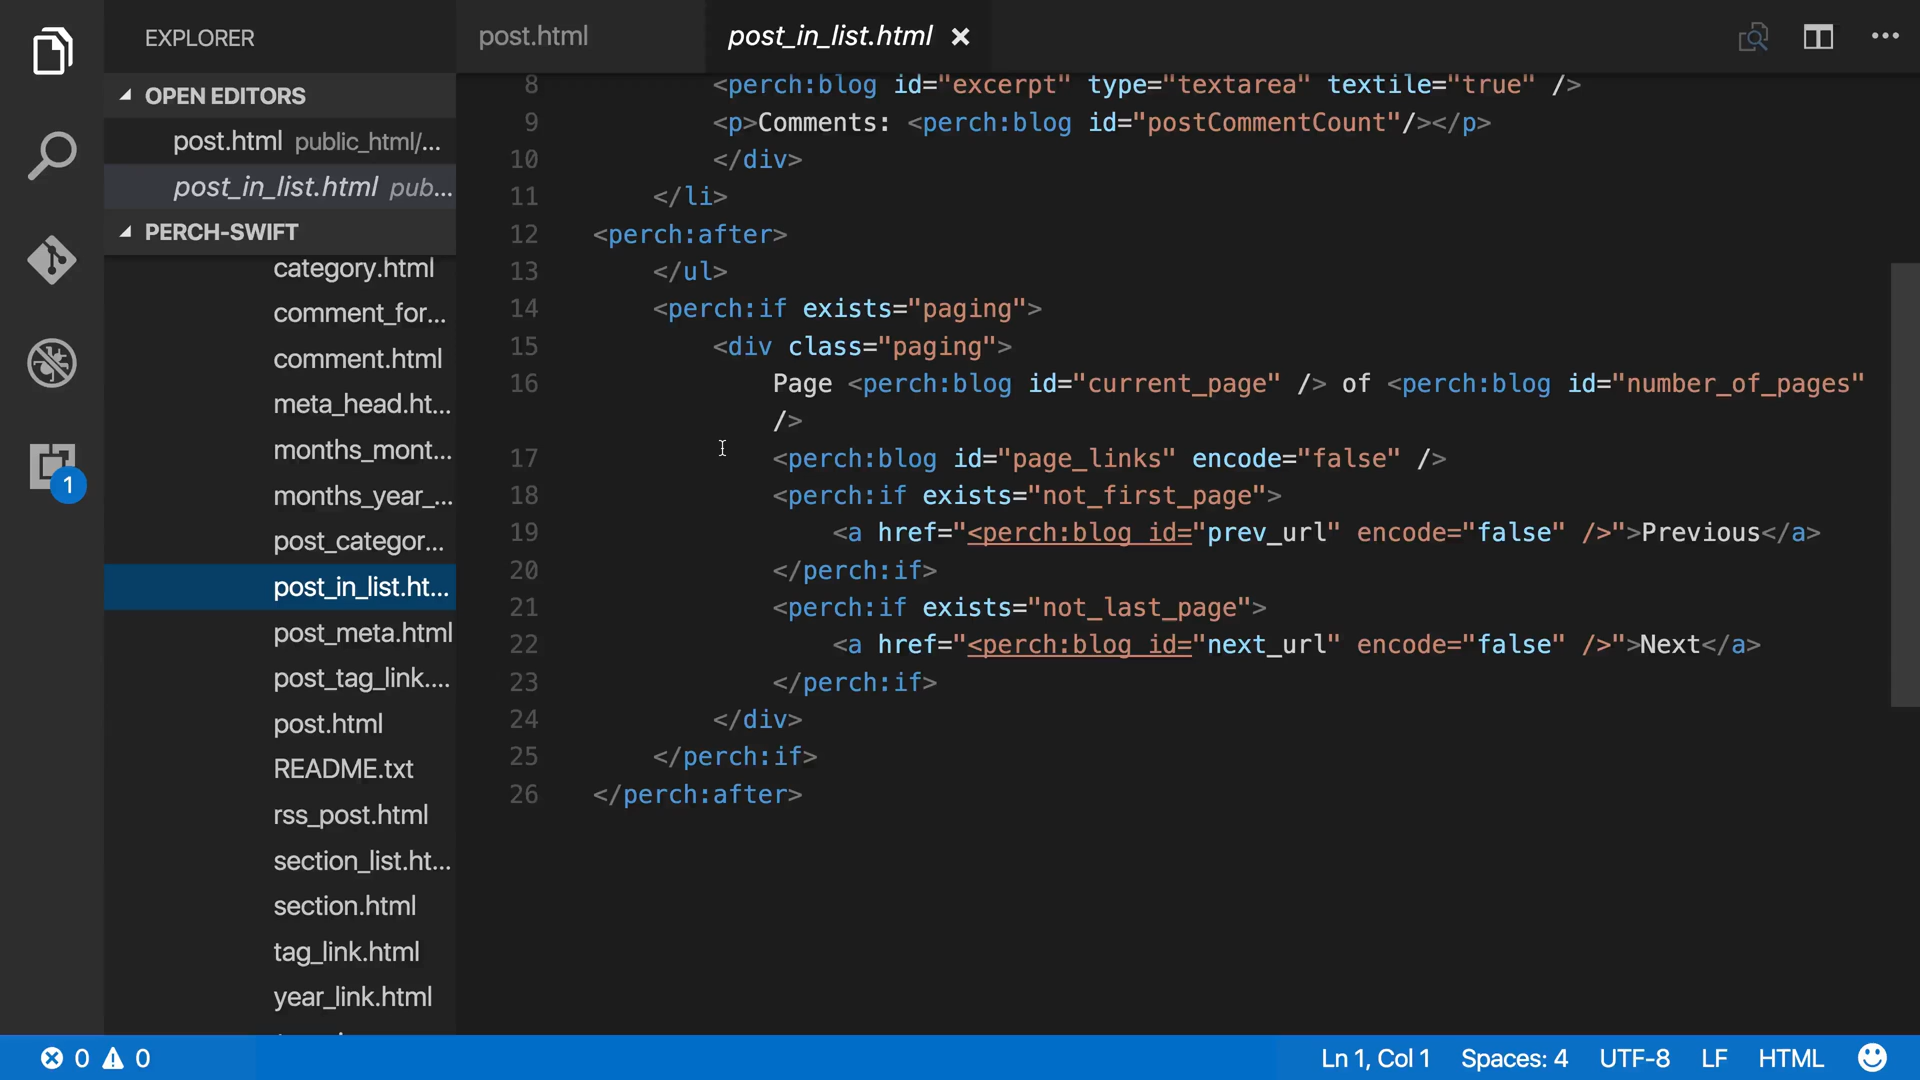 EXPLORER
post.html
post_in_list.html
OPEN EDITORS
post.html public_html/...
post_in_list.html pub...
PERCH-SWIFT
category.html
comment_for...
comment.html
meta_head.ht...
months_mont...
months_year_...
post_categor...
post_in_list.ht...
post_meta.html
post_tag_link....
post.html
README.txt
rss_post.html
section_list.ht...
section.html
tag_link.html
year_link.html
1
8 <perch:blog id="excerpt" type="textarea" textile="true" />
9 <p>Comments: <perch:blog id="postCommentCount"/></p>
10 </div>
11 </li>
12 <perch:after>
13 </ul>
14 <perch:if exists="paging">
15 <div class="paging">
16 Page <perch:blog id="current_page" /> of <perch:blog id="number_of_pages"
/>
17 <perch:blog id="page_links" encode="false" />
18 <perch:if exists="not_first_page">
19 <a href="<perch:blog id="prev_url" encode="false" />">Previous</a>
20 </perch:if>
21 <perch:if exists="not_last_page">
22 <a href="<perch:blog id="next_url" encode="false" />">Next</a>
23 </perch:if>
24 </div>
25 </perch:if>
26 </perch:after>
0 0
Ln 1, Col 1 Spaces: 4 UTF-8 LF HTML